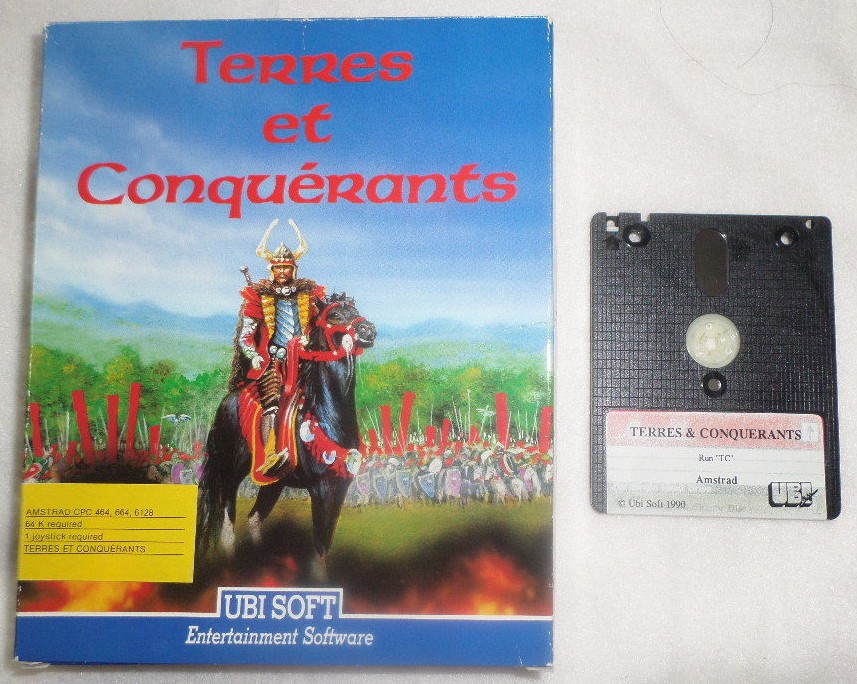 Terres
et
Conquérants
AMSTRAD CPC 464, 664, 6128
64 K required
1 joystick required
TERRES ET CONQUÉRANTS
UBI SOFT
Entertainment Software
TERRES & CONQUERANTS
Run "TC"
Amstrad
UBI
© Ubi Soft 1990